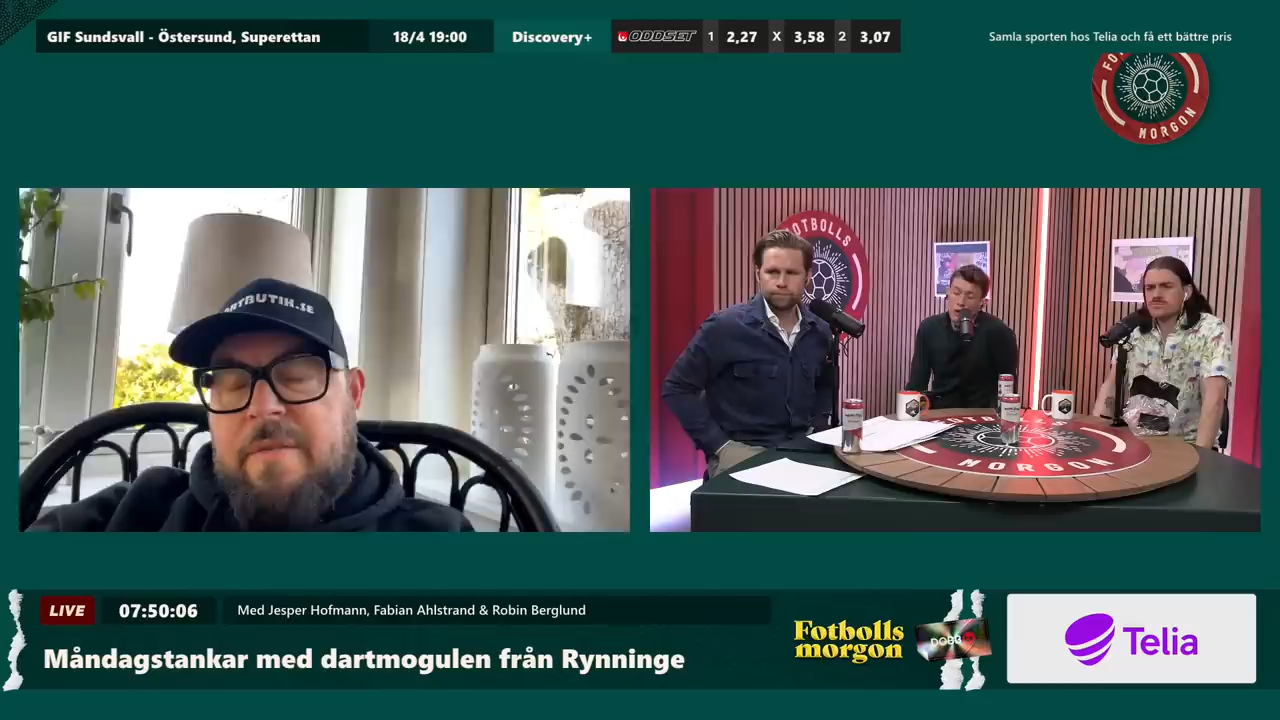 GIF Sundsvall - Östersund, Superettan
18/4 19:00
Discovery+
ODDSET 1 2,27 X 3,58 2 3,07
Samla sporten hos Telia och få ett bättre pris
MORGON
FOTBOLLS
MORGON
LIVE
07:50:06
Med Jesper Hofmann, Fabian Ahlstrand & Robin Berglund
Måndagstankar med dartmogulen från Rynninge
Fotbolls
morgon
Telia